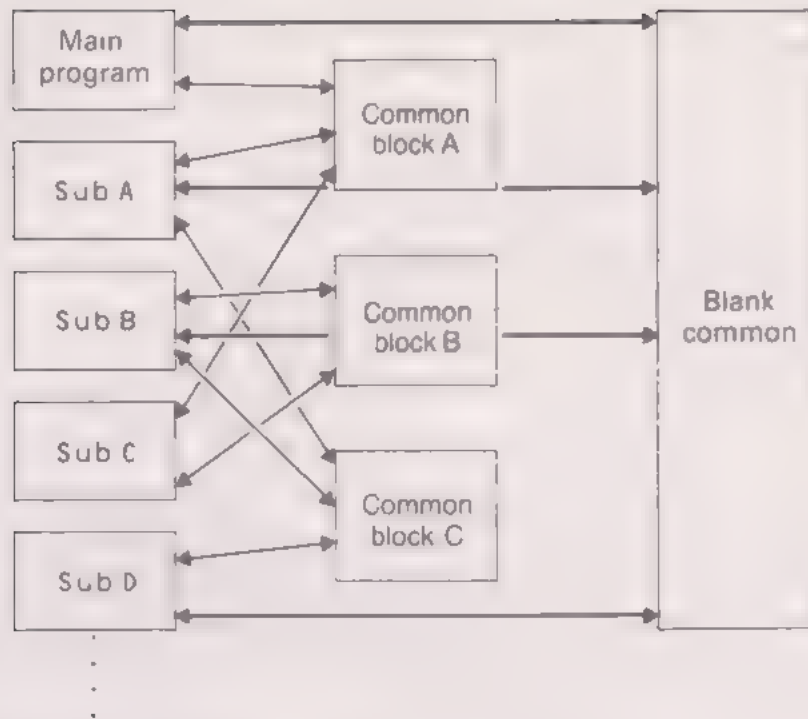 Main
program
Sub A
Sub B
Sub C
Sub D
Common
block A
Common
block B
Common
block C
Blank
common